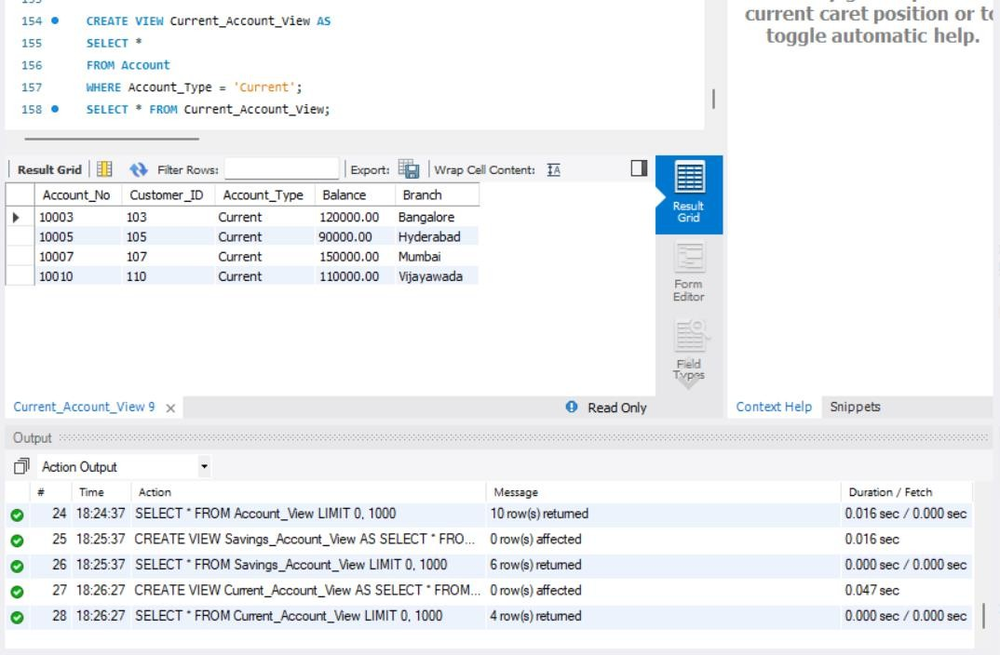 154 CREATE VIEW Current_Account_View AS
155 SELECT *
156 FROM Account
157 WHERE Account_Type = 'Current';
158 SELECT * FROM Current_Account_View;
current caret position or to
toggle automatic help.
Result Grid Filter Rows: Export: Wrap Cell Content:
Account_No Customer_ID Account_Type Balance Branch
10003 103 Current 120000.00 Bangalore
10005 105 Current 90000.00 Hyderabad
10007 107 Current 150000.00 Mumbai
10010 110 Current 110000.00 Vijayawada
Result
Grid
Form
Editor
Field
Types
Current_Account_View 9 Read Only
Context Help Snippets
Output
Action Output
# Time Action Message Duration / Fetch
24 18:24:37 SELECT * FROM Account_View LIMIT 0, 1000 10 row(s) returned 0.016 sec / 0.000 sec
25 18:25:37 CREATE VIEW Savings_Account_View AS SELECT * FRO... 0 row(s) affected 0.016 sec
26 18:25:37 SELECT * FROM Savings_Account_View LIMIT 0, 1000 6 row(s) returned 0.000 sec / 0.000 sec
27 18:26:27 CREATE VIEW Current_Account_View AS SELECT * FROM... 0 row(s) affected 0.047 sec
28 18:26:27 SELECT * FROM Current_Account_View LIMIT 0, 1000 4 row(s) returned 0.000 sec / 0.000 sec